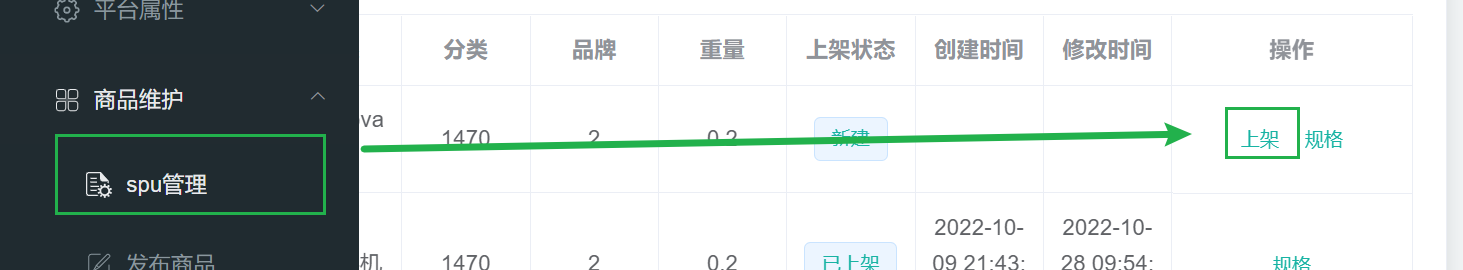 平台属性
商品维护
spu管理
发布商品
分类 品牌 重量 上架状态 创建时间 修改时间 操作
va 1470 2 0.2 新建 上架 规格
机 1470 2 0.2 已上架 2022-10-09 21:43: 2022-10-28 09:54: 规格